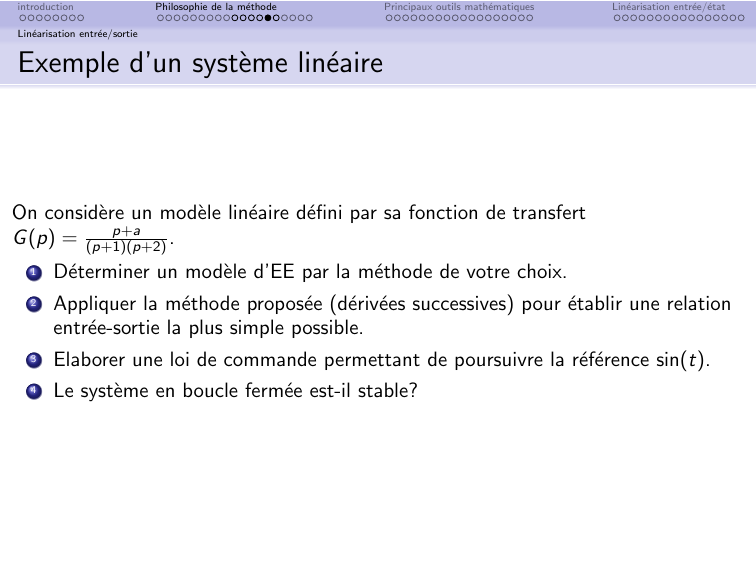 introduction Philosophie de la méthode Principaux outils mathématiques Linéarisation entrée/état
Linéarisation entrée/sortie
Exemple d'un système linéaire
On considère un modèle linéaire défini par sa fonction de transfert
G(p) = p+a / (p+1)(p+2).
1 Déterminer un modèle d'EE par la méthode de votre choix.
2 Appliquer la méthode proposée (dérivées successives) pour établir une relation
entrée-sortie la plus simple possible.
3 Elaborer une loi de commande permettant de poursuivre la référence sin(t).
4 Le système en boucle fermée est-il stable?